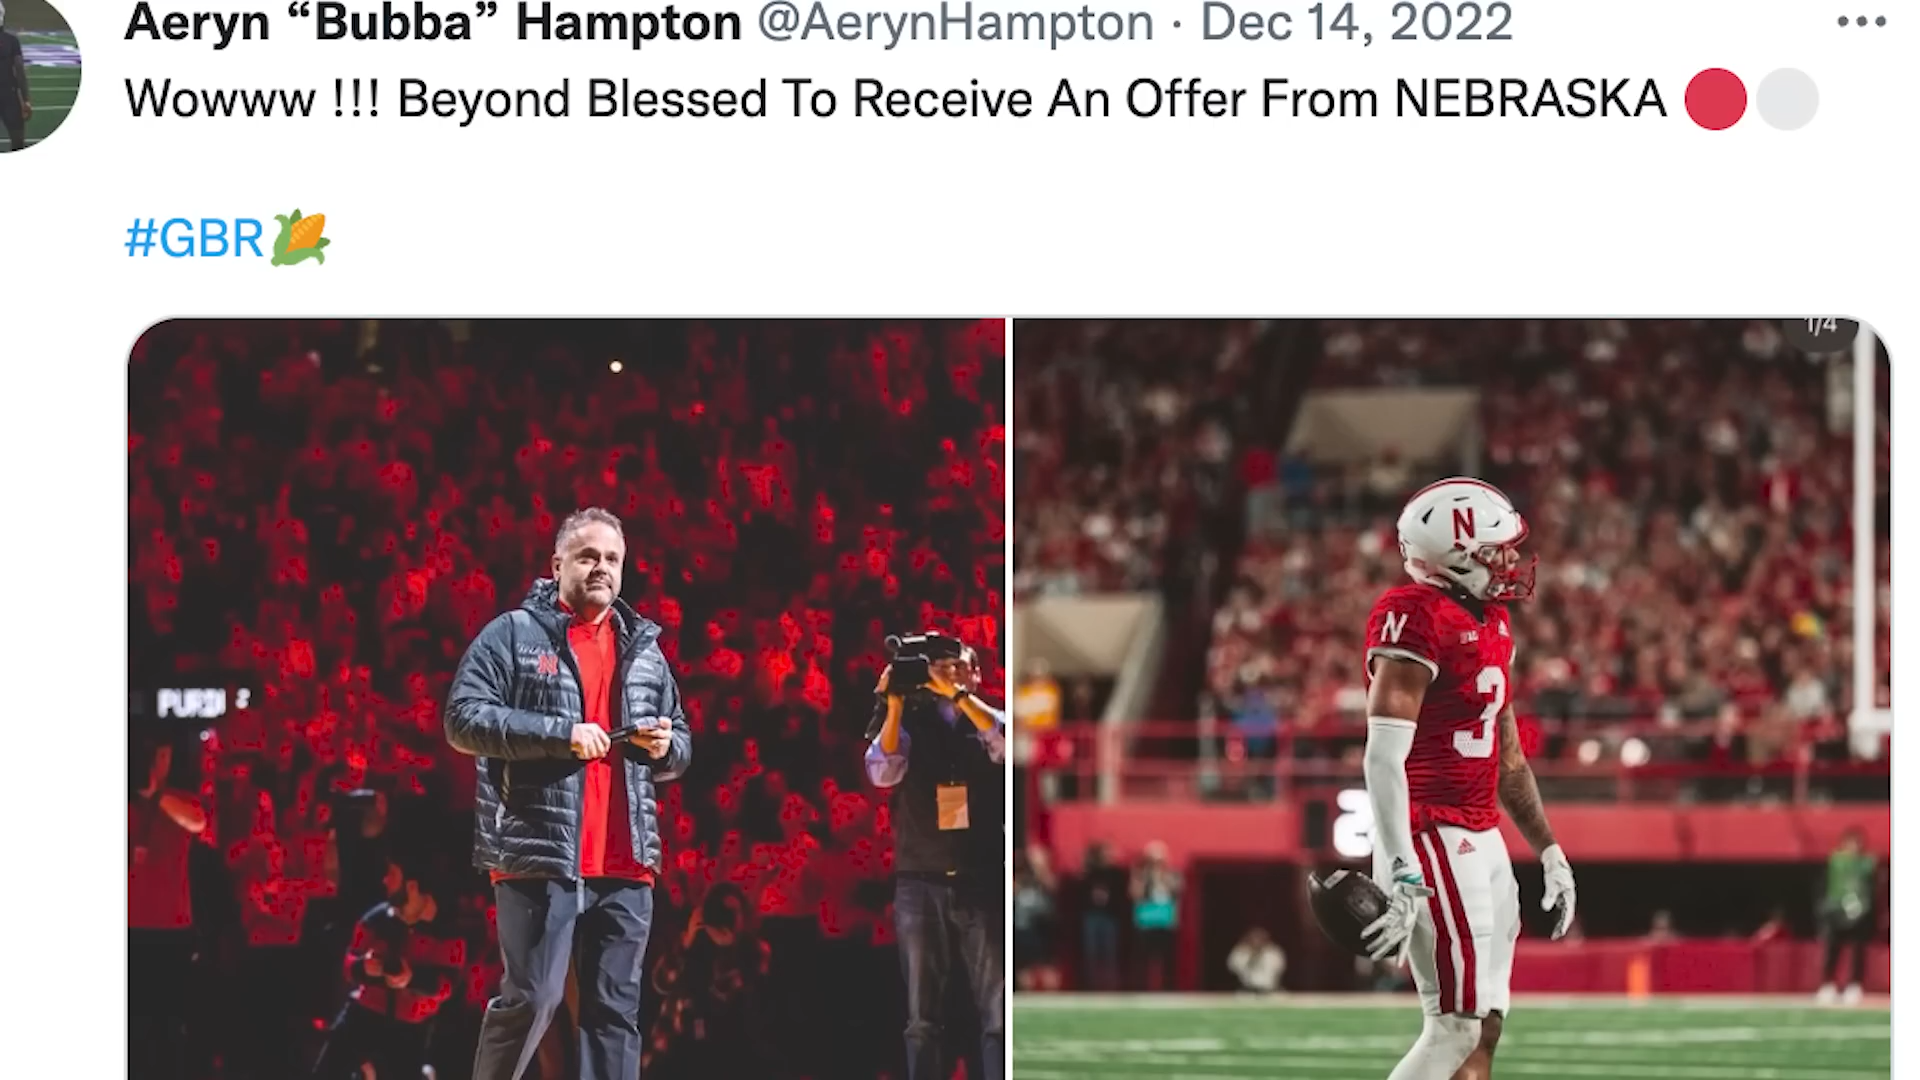 Aeryn “Bubba” Hampton @AerynHampton · Dec 14, 2022
Wowww !!! Beyond Blessed To Receive An Offer From NEBRASKA
#GBR
1/4
N
N
N
3